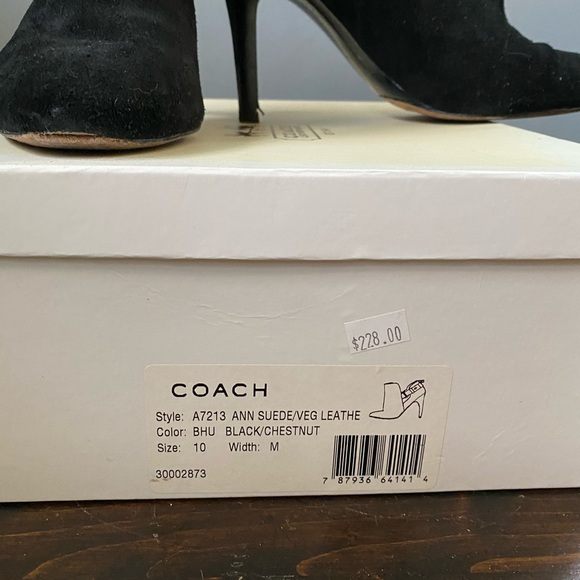 $228.00
COACH
Style: A7213 ANN SUEDE/VEG LEATHE
Color: BHU BLACK/CHESTNUT
Size: 10 Width: M
30002873
7 87936 64141 4